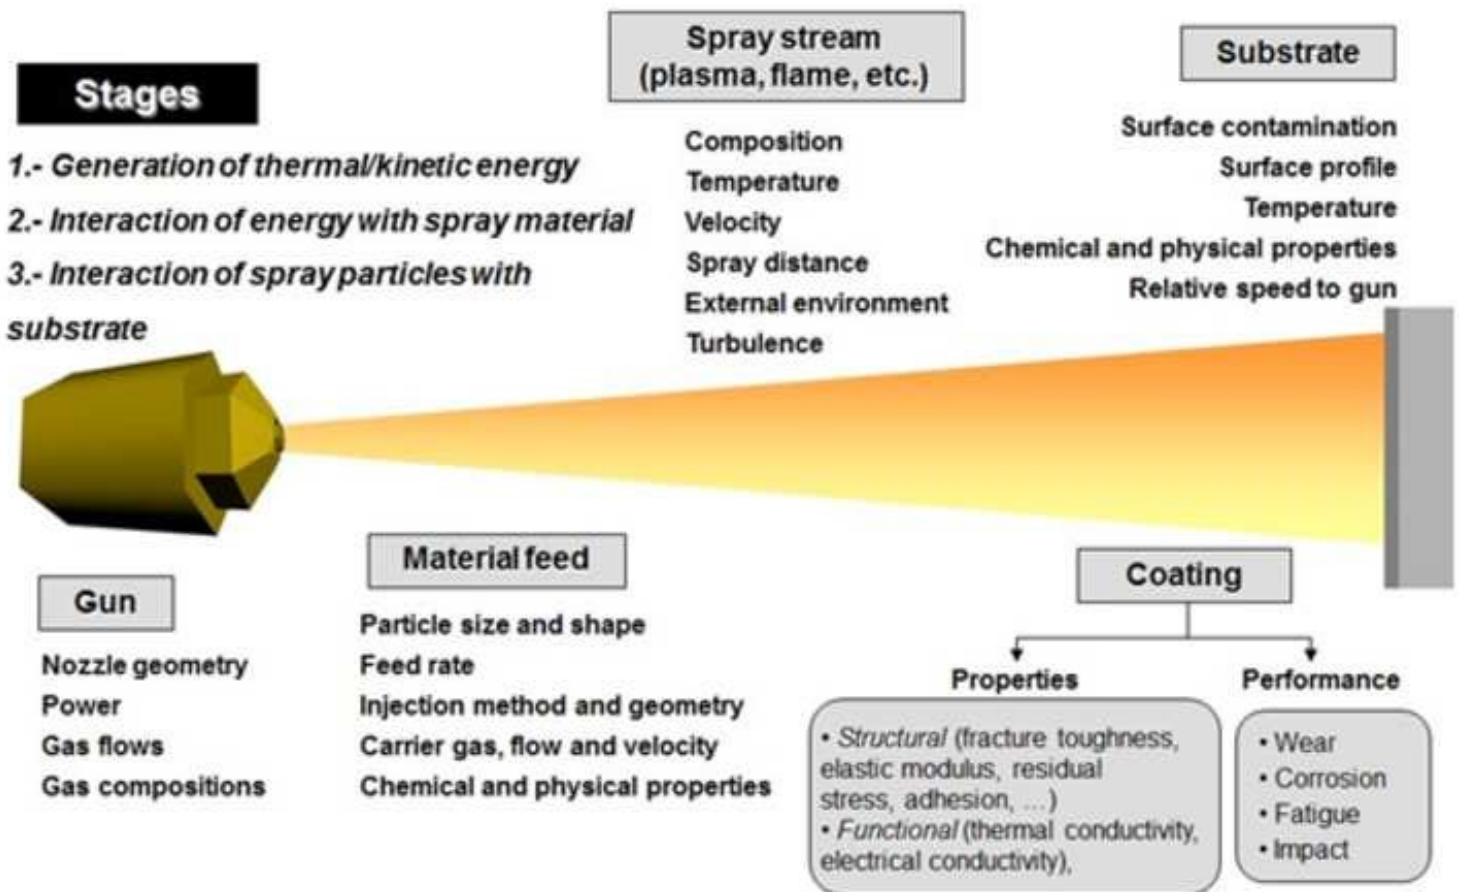 Stages
1.- Generation of thermal/kinetic energy
2.- Interaction of energy with spray material
3.- Interaction of spray particles with
substrate
Spray stream
(plasma, flame, etc.)
Composition
Temperature
Velocity
Spray distance
External environment
Turbulence
Substrate
Surface contamination
Surface profile
Temperature
Chemical and physical properties
Relative speed to gun
Gun
Nozzle geometry
Power
Gas flows
Gas compositions
Material feed
Particle size and shape
Feed rate
Injection method and geometry
Carrier gas, flow and velocity
Chemical and physical properties
Coating
Properties
• Structural (fracture toughness,
elastic modulus, residual
stress, adhesion, ...)
• Functional (thermal conductivity,
electrical conductivity),
Performance
• Wear
• Corrosion
• Fatigue
• Impact